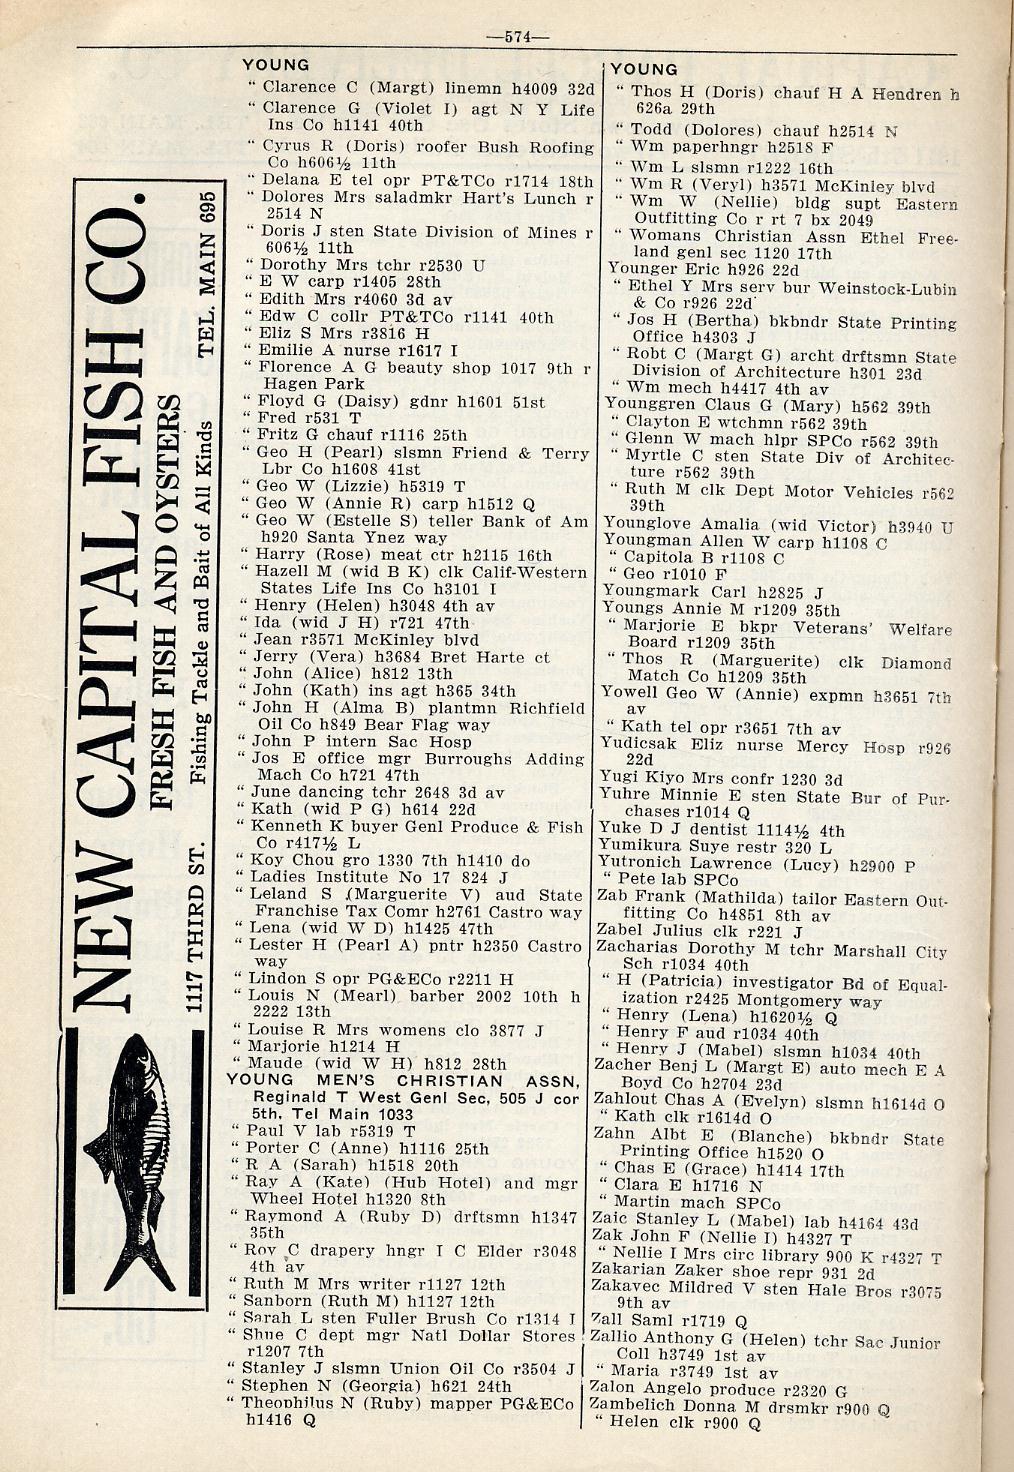 —574—
NEW CAPITAL FISH CO.
FRESH FISH AND OYSTERS
Fishing Tackle and Bait of All Kinds
1117 THIRD ST.
TEL. MAIN 695
YOUNG
" Clarence C (Margt) linemn h4009 32d
" Clarence G (Violet I) agt N Y Life
Ins Co h1141 40th
" Cyrus R (Doris) roofer Bush Roofing
Co h606½ 11th
" Delana E tel opr PT&TCo r1714 18th
" Dolores Mrs saladmkr Hart's Lunch r
2514 N
" Doris J sten State Division of Mines r
606½ 11th
" Dorothy Mrs tchr r2530 U
" E W carp r1405 28th
" Edith Mrs r4060 3d av
" Edw C collr PT&TCo r1141 40th
" Eliz S Mrs r3816 H
" Emilie A nurse r1617 I
" Florence A G beauty shop 1017 9th r
Hagen Park
" Floyd G (Daisy) gdnr h1601 51st
" Fred r531 T
" Fritz G chauf r1116 25th
" Geo H (Pearl) slsmn Friend & Terry
Lbr Co h1608 41st
" Geo W (Lizzie) h5319 T
" Geo W (Annie R) carp h1512 Q
" Geo W (Estelle S) teller Bank of Am
h920 Santa Ynez way
" Harry (Rose) meat ctr h2115 16th
" Hazell M (wid B K) clk Calif-Western
States Life Ins Co h3101 I
" Henry (Helen) h3048 4th av
" Ida (wid J H) r721 47th
" Jean r3571 McKinley blvd
" Jerry (Vera) h3684 Bret Harte ct
" John (Alice) h812 13th
" John (Kath) ins agt h365 34th
" John H (Alma B) plantmn Richfield
Oil Co h849 Bear Flag way
" John P intern Sac Hosp
" Jos E office mgr Burroughs Adding
Mach Co h721 47th
" June dancing tchr 2648 3d av
" Kath (wid P G) h614 22d
" Kenneth K buyer Genl Produce & Fish
Co r417½ L
" Koy Chou gro 1330 7th h1410 do
" Ladies Institute No 17 824 J
" Leland S (Marguerite V) aud State
Franchise Tax Comr h2761 Castro way
" Lena (wid W D) h1425 47th
" Lester H (Pearl A) pntr h2350 Castro
way
" Lindon S opr PG&ECo r2211 H
" Louis N (Mearl) barber 2002 10th h
2222 13th
" Louise R Mrs womens clo 3877 J
" Marjorie h1214 H
" Maude (wid W H) h812 28th
YOUNG MEN'S CHRISTIAN ASSN,
Reginald T West Genl Sec, 505 J cor
5th, Tel Main 1033
" Paul V lab r5319 T
" Porter C (Anne) h1116 25th
" R A (Sarah) h1518 20th
" Ray A (Kate) (Hub Hotel) and mgr
Wheel Hotel h1320 8th
" Raymond A (Ruby D) drftsmn h1347
35th
" Roy C drapery hngr I C Elder r3048
4th av
" Ruth M Mrs writer r1127 12th
" Sanborn (Ruth M) h1127 12th
" Sarah L sten Fuller Brush Co r1314 I
" Shue C dept mgr Natl Dollar Stores
r1207 7th
" Stanley J slsmn Union Oil Co r3504 J
" Stephen N (Georgia) h621 24th
" Theophilus N (Ruby) mapper PG&ECo
h1416 Q
YOUNG
" Thos H (Doris) chauf H A Hendren h
626a 29th
" Todd (Dolores) chauf h2514 N
" Wm paperhngr h2518 F
" Wm L slsmn r1222 16th
" Wm R (Veryl) h3571 McKinley blvd
" Wm W (Nellie) bldg supt Eastern
Outfitting Co r rt 7 bx 2049
" Womans Christian Assn Ethel Free-
land genl sec 1120 17th
Younger Eric h926 22d
" Ethel Y Mrs serv bur Weinstock-Lubin
& Co r926 22d
" Jos H (Bertha) bkbndr State Printing
Office h4303 J
" Robt C (Margt G) archt drftsmn State
Division of Architecture h301 23d
" Wm mech h4417 4th av
Younggren Claus G (Mary) h562 39th
" Clayton E wtchmn r562 39th
" Glenn W mach hlpr SPCo r562 39th
" Myrtle C sten State Div of Architec-
ture r562 39th
" Ruth M clk Dept Motor Vehicles r562
39th
Younglove Amalia (wid Victor) h3940 U
Youngman Allen W carp h1108 C
" Capitola B r1108 C
" Geo r1010 F
Youngmark Carl h2825 J
Youngs Annie M r1209 35th
" Marjorie E bkpr Veterans' Welfare
Board r1209 35th
" Thos R (Marguerite) clk Diamond
Match Co h1209 35th
Yowell Geo W (Annie) expmn h3651 7th
av
" Kath tel opr r3651 7th av
Yudicsak Eliz nurse Mercy Hosp r926
22d
Yugi Kiyo Mrs confr 1230 3d
Yuhre Minnie E sten State Bur of Pur-
chases r1014 Q
Yuke D J dentist 1114½ 4th
Yumikura Suye restr 320 L
Yutronich Lawrence (Lucy) h2900 P
" Pete lab SPCo
Zab Frank (Mathilda) tailor Eastern Out-
fitting Co h4851 8th av
Zabel Julius clk r221 J
Zacharias Dorothy M tchr Marshall City
Sch r1034 40th
" H (Patricia) investigator Bd of Equal-
ization r2425 Montgomery way
" Henry (Lena) h1620½ Q
" Henry F aud r1034 40th
" Henry J (Mabel) slsmn h1034 40th
Zacher Benj L (Margt E) auto mech E A
Boyd Co h2704 23d
Zahlout Chas A (Evelyn) slsmn h1614d O
" Kath clk r1614d O
Zahn Albt E (Blanche) bkbndr State
Printing Office h1520 O
" Chas E (Grace) h1414 17th
" Clara E h1716 N
" Martin mach SPCo
Zaic Stanley L (Mabel) lab h4164 43d
Zak John F (Nellie I) h4327 T
" Nellie I Mrs circ library 900 K r4327 T
Zakarian Zaker shoe repr 931 2d
Zakavec Mildred V sten Hale Bros r3075
9th av
Zall Saml r1719 Q
Zallio Anthony G (Helen) tchr Sac Junior
Coll h3749 1st av
" Maria r3749 1st av
Zalon Angelo produce r2320 G
Zambelich Donna M drsmkr r900 Q
" Helen clk r900 Q